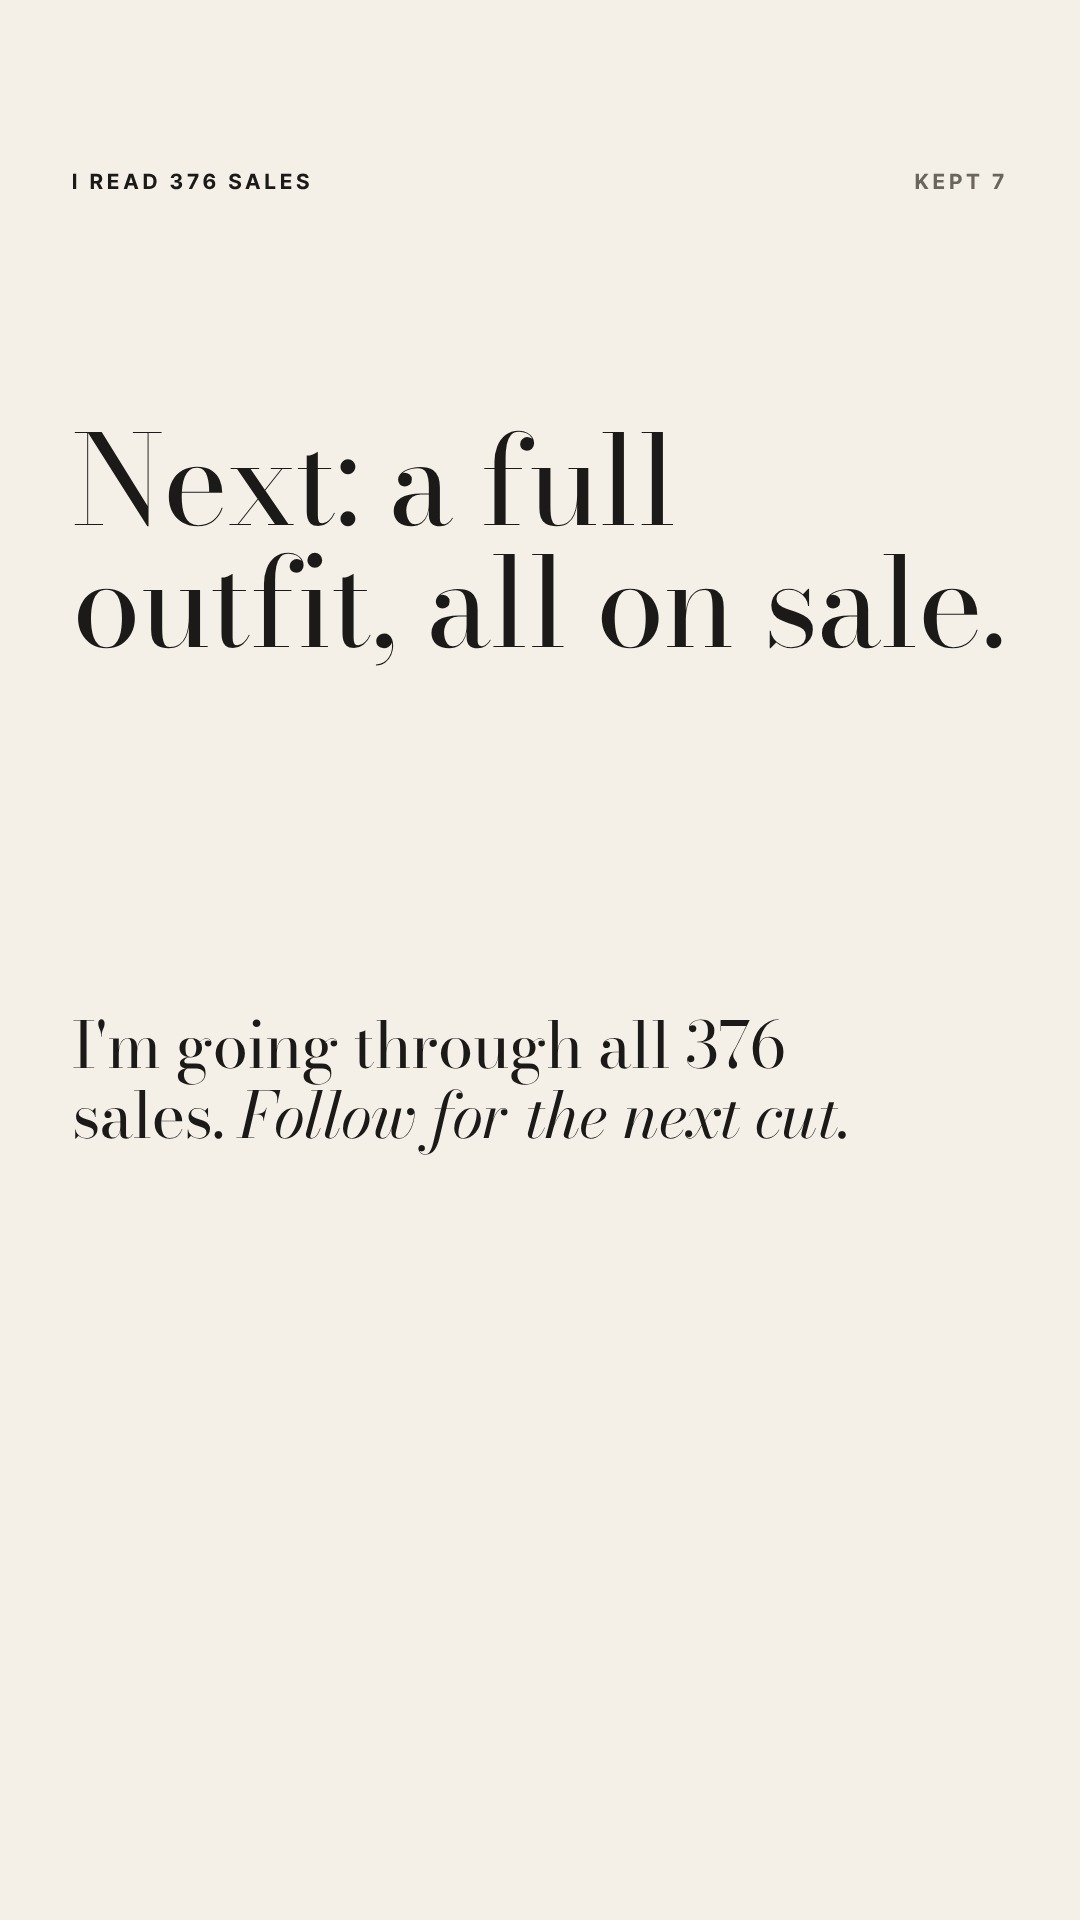 I READ 376 SALES
KEPT 7
Next: a full
outfit, all on sale.
I'm going through all 376
sales. Follow for the next cut.